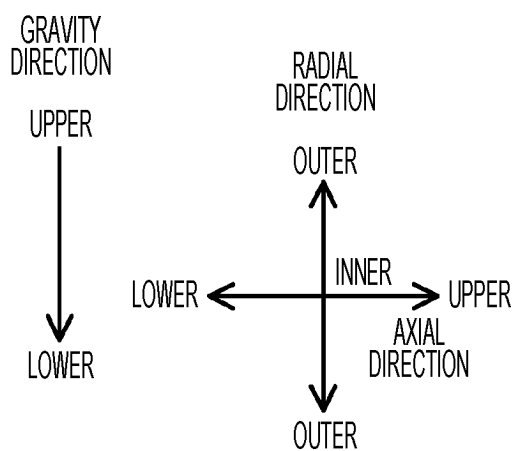 GRAVITY
DIRECTION
UPPER
LOWER
RADIAL
DIRECTION
OUTER
INNER
LOWER
UPPER
AXIAL
DIRECTION
OUTER